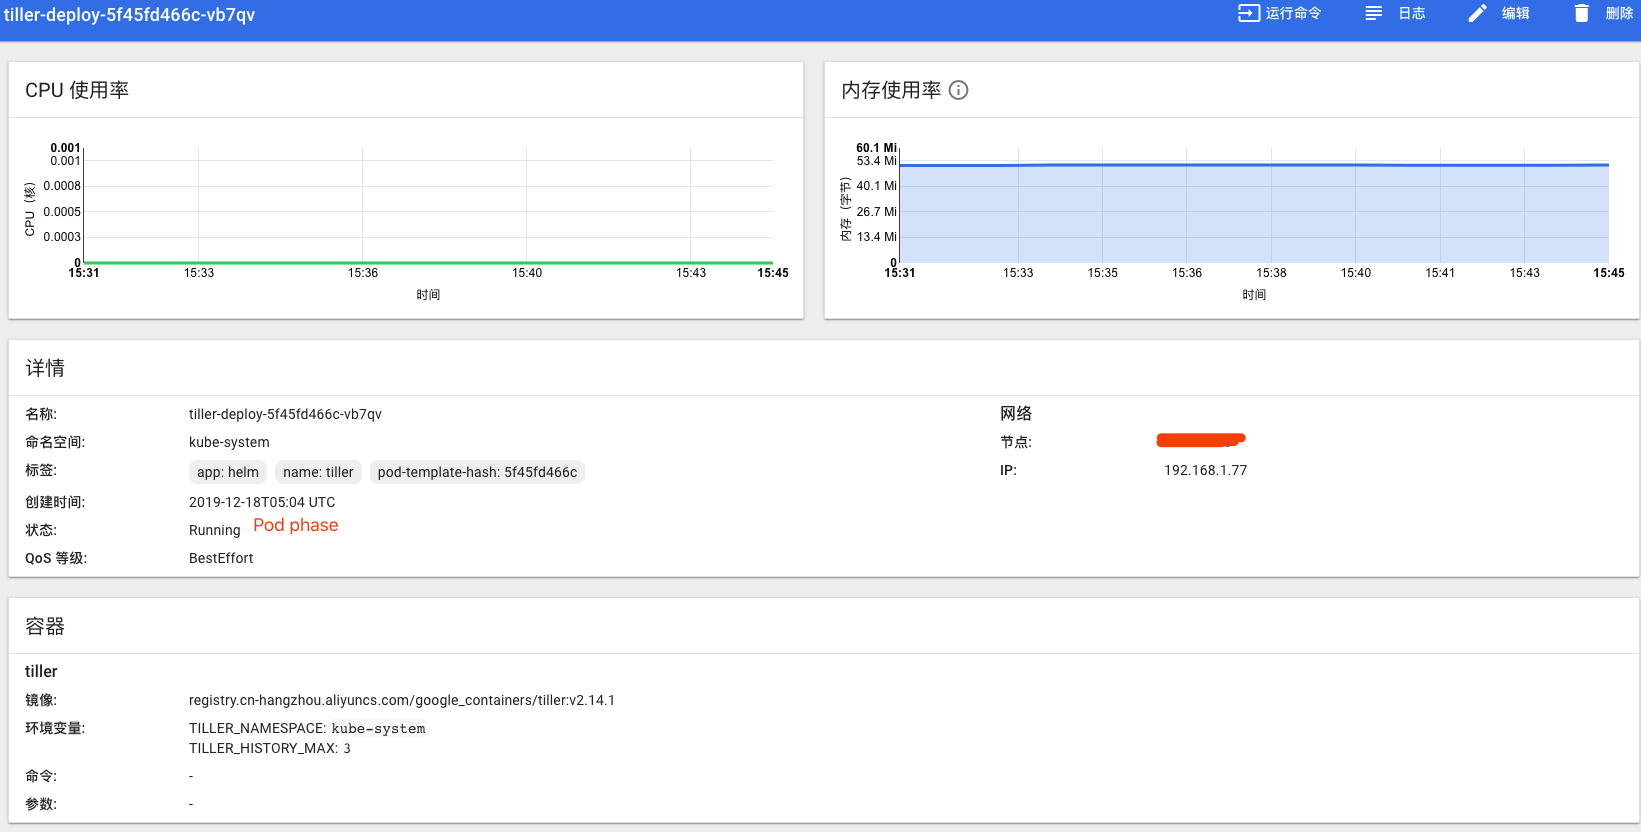 tiller-deploy-5f45fd466c-vb7qv
运行命令
日志
编辑
删除
CPU 使用率
0.001
0.001
0.0008
0.0005
0.0003
0
CPU（核）
15:31
15:33
15:36
15:40
15:43
15:45
时间
内存使用率
60.1 Mi
53.4 Mi
40.1 Mi
26.7 Mi
13.4 Mi
0
内存（字节）
15:31
15:33
15:35
15:36
15:38
15:40
15:41
15:43
15:45
时间
详情
名称: tiller-deploy-5f45fd466c-vb7qv
命名空间: kube-system
标签: app: helm name: tiller pod-template-hash: 5f45fd466c
创建时间: 2019-12-18T05:04 UTC
状态: Running Pod phase
QoS 等级: BestEffort
网络
节点:
IP: 192.168.1.77
容器
tiller
镜像: registry.cn-hangzhou.aliyuncs.com/google_containers/tiller:v2.14.1
环境变量: TILLER_NAMESPACE: kube-system
TILLER_HISTORY_MAX: 3
命令: -
参数: -